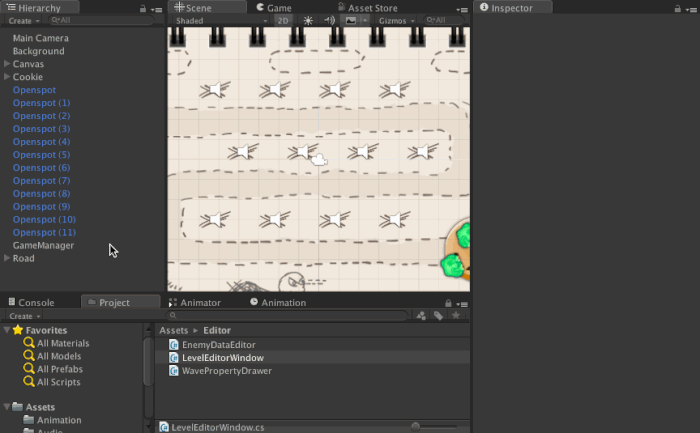 Hierarchy
Create
All
Main Camera
Background
Canvas
Cookie
Openspot
Openspot (1)
Openspot (2)
Openspot (3)
Openspot (4)
Openspot (5)
Openspot (6)
Openspot (7)
Openspot (8)
Openspot (9)
Openspot (10)
Openspot (11)
GameManager
Road
Scene Game Asset Store
Shaded 2D Gizmos All
Inspector
Console Project Animator Animation
Create
Favorites
All Materials
All Models
All Prefabs
All Scripts
Assets
Animation
Audio
Assets Editor
EnemyDataEditor
LevelEditorWindow
WavePropertyDrawer
LevelEditorWindow.cs